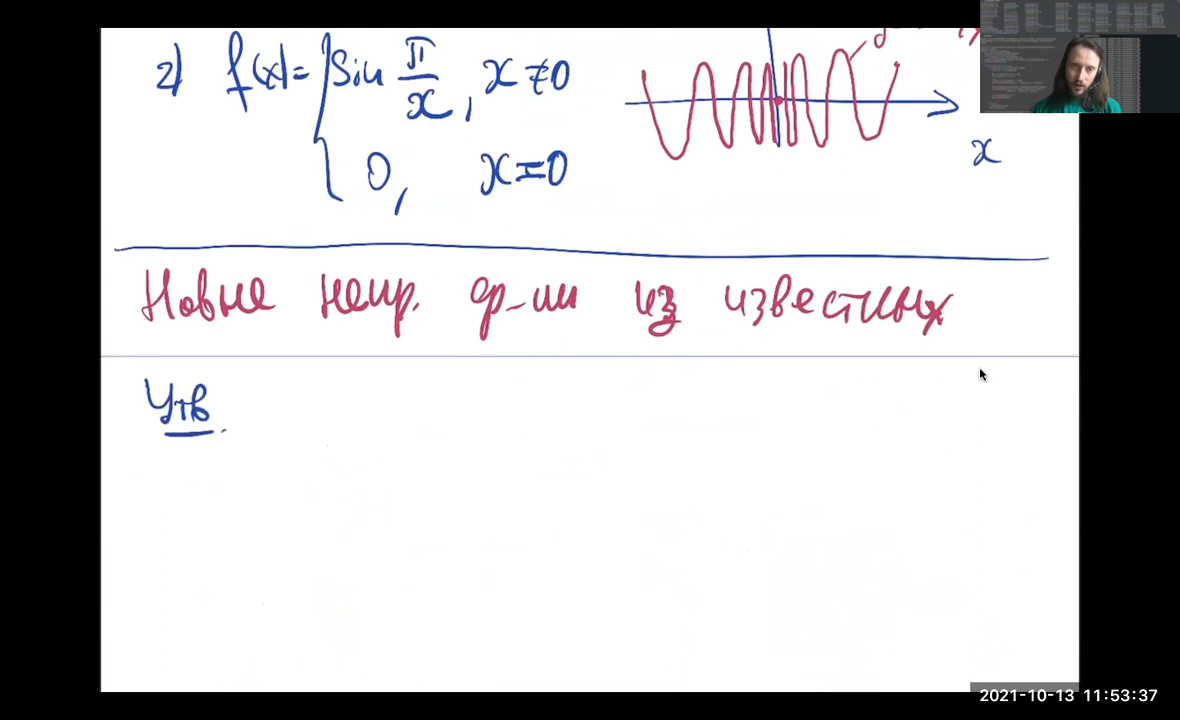 2) f(x) = { sin π/x, x ≠ 0
0, x = 0
x
Новые непр. ф-ии из известных
Утв.
2021-10-13 11:53:37